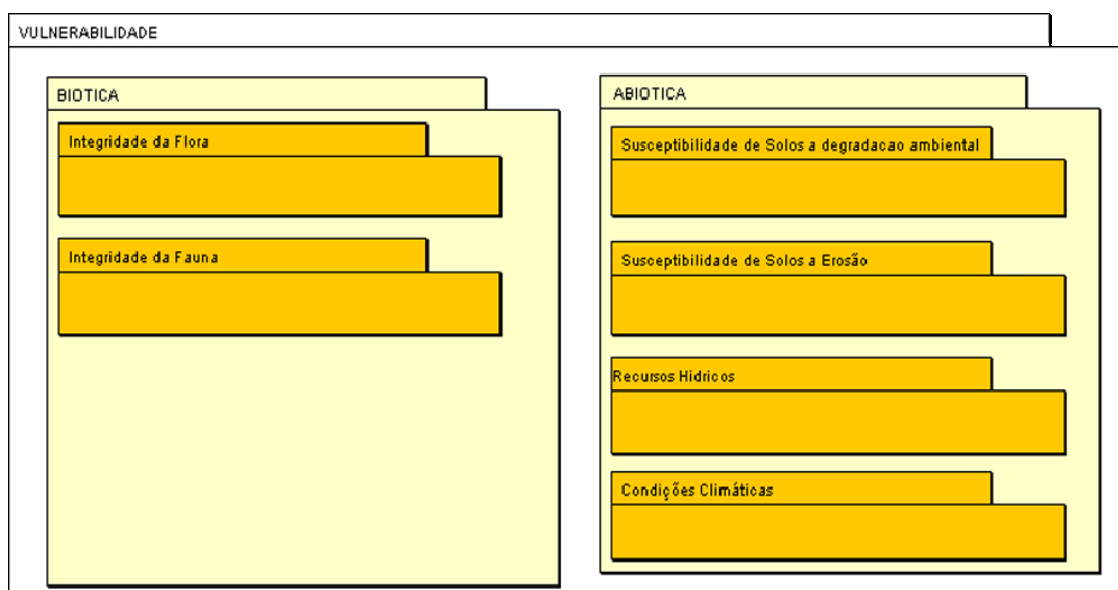 VULNERABILIDADE
BIOTICA
Integridade da Flora
Integridade da Fauna
ABIOTICA
Susceptibilidade de Solos a degradacao ambiental
Susceptibilidade de Solos a Erosão
Recursos Hidricos
Condições Climáticas